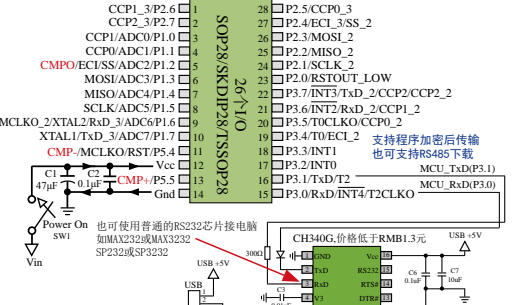 CCP1_3/P2.6 1
CCP2_3/P2.7 2
CCP1/ADC0/P1.0 3
CCP0/ADC1/P1.1 4
CMPO/ECI/SS/ADC2/P1.2 5
MOSI/ADC3/P1.3 6
MISO/ADC4/P1.4 7
SCLK/ADC5/P1.5 8
MCLKO_2/XTAL2/RxD_3/ADC6/P1.6 9
XTAL1/TxD_3/ADC7/P1.7 10
CMP-/MCLKO/RST/P5.4 11
Vcc 12
CMP+/P5.5 13
Gnd 14
SOP28/SKDIP28/TSSOP28
26个I/O
28 P2.5/CCP0_3
27 P2.4/ECI_3/SS_2
26 P2.3/MOSI_2
25 P2.2/MISO_2
24 P2.1/SCLK_2
23 P2.0/RSTOUT_LOW
22 P3.7/INT3/TxD_2/CCP2/CCP2_2
21 P3.6/INT2/RxD_2/CCP1_2
20 P3.5/T0CLKO/CCP0_2
19 P3.4/T0/ECI_2
18 P3.3/INT1
17 P3.2/INT0
16 P3.1/TxD/T2
15 P3.0/RxD/INT4/T2CLKO
支持程序加密后传输
也可支持RS485下载
MCU_TxD(P3.1)
MCU_RxD(P3.0)
C1
47μF
C2
0.1μF
Power On
SW1
Vin
也可使用普通的RS232芯片接电脑
如MAX232或MAX3232
SP232或SP3232
USB +5V
USB
1
300Ω
CH340G,价格低于RMB1.3元
1 GND
2 TxD
3 RxD
4 V3
Vcc 16
RS232 15
RTS# 14
DTR# 13
C3
USB +5V
C6
0.1uF
C7
10uF